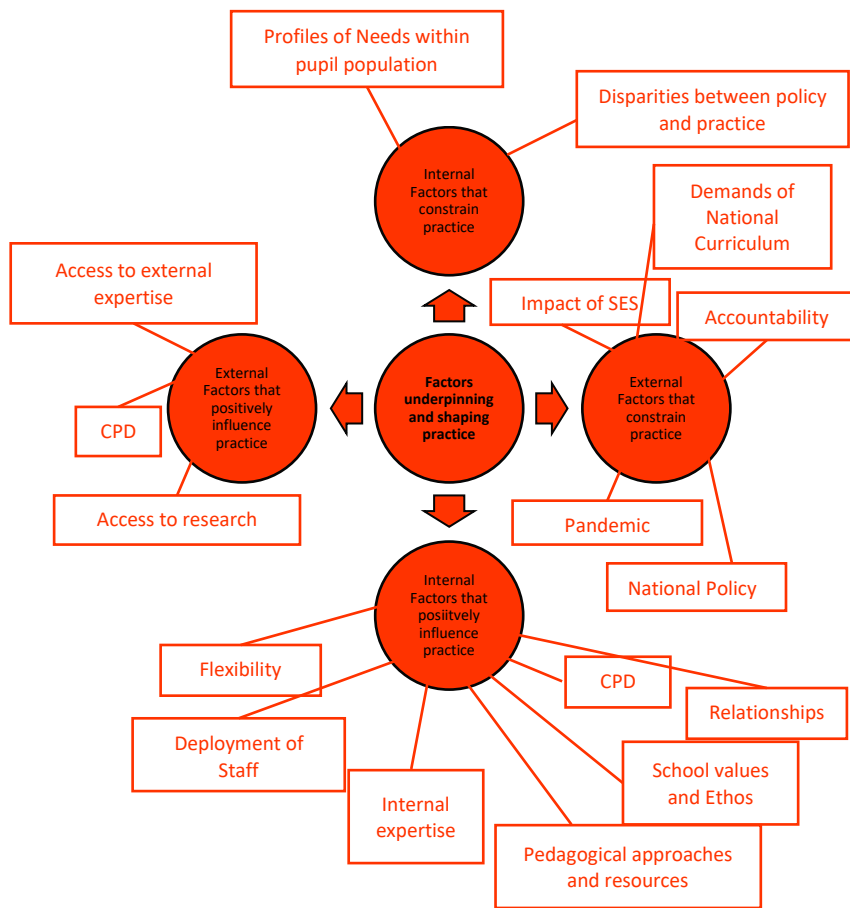 Profiles of Needs within
pupil population
Disparities between policy
and practice
Internal
Factors that
constrain
practice
Demands of
National
Curriculum
Access to external
expertise
Impact of SES
Accountability
External
Factors that
positively
influence
practice
Factors
underpinning
and shaping
practice
External
Factors that
constrain
practice
CPD
Access to research
Pandemic
National Policy
Internal
Factors that
posiitvely
influence
practice
Flexibility
CPD
Relationships
Deployment of
Staff
School values
and Ethos
Internal
expertise
Pedagogical approaches
and resources